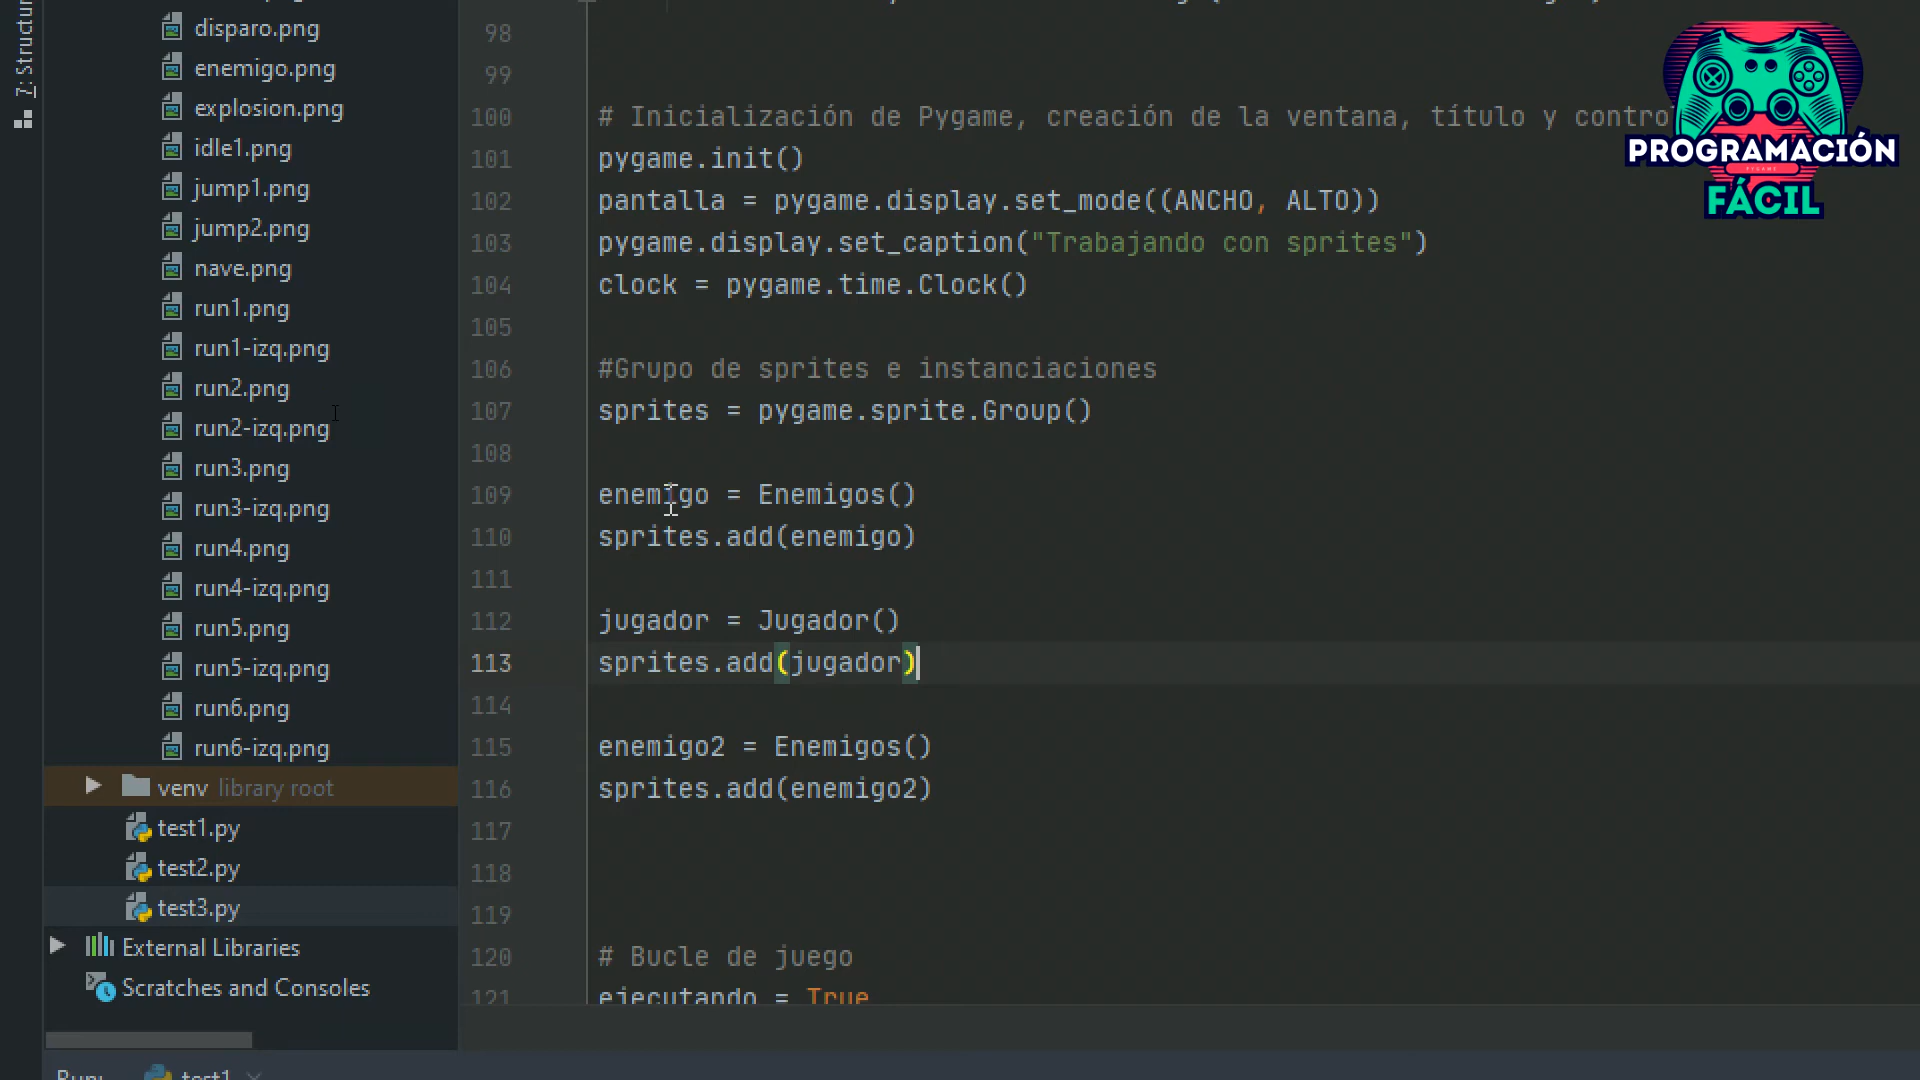 7: Structur
disparo.png
enemigo.png
explosion.png
idle1.png
jump1.png
jump2.png
nave.png
run1.png
run1-izq.png
run2.png
run2-izq.png
run3.png
run3-izq.png
run4.png
run4-izq.png
run5.png
run5-izq.png
run6.png
run6-izq.png
venv library root
test1.py
test2.py
test3.py
External Libraries
Scratches and Consoles
98
99
100 # Inicialización de Pygame, creación de la ventana, título y contro
101 pygame.init()
102 pantalla = pygame.display.set_mode((ANCHO, ALTO))
103 pygame.display.set_caption("Trabajando con sprites")
104 clock = pygame.time.Clock()
105
106 #Grupo de sprites e instanciaciones
107 sprites = pygame.sprite.Group()
108
109 enemigo = Enemigos()
110 sprites.add(enemigo)
111
112 jugador = Jugador()
113 sprites.add(jugador)
114
115 enemigo2 = Enemigos()
116 sprites.add(enemigo2)
117
118
119
120 # Bucle de juego
121 ejecutando = True
PROGRAMACIÓN
FÁCIL
Run: test1